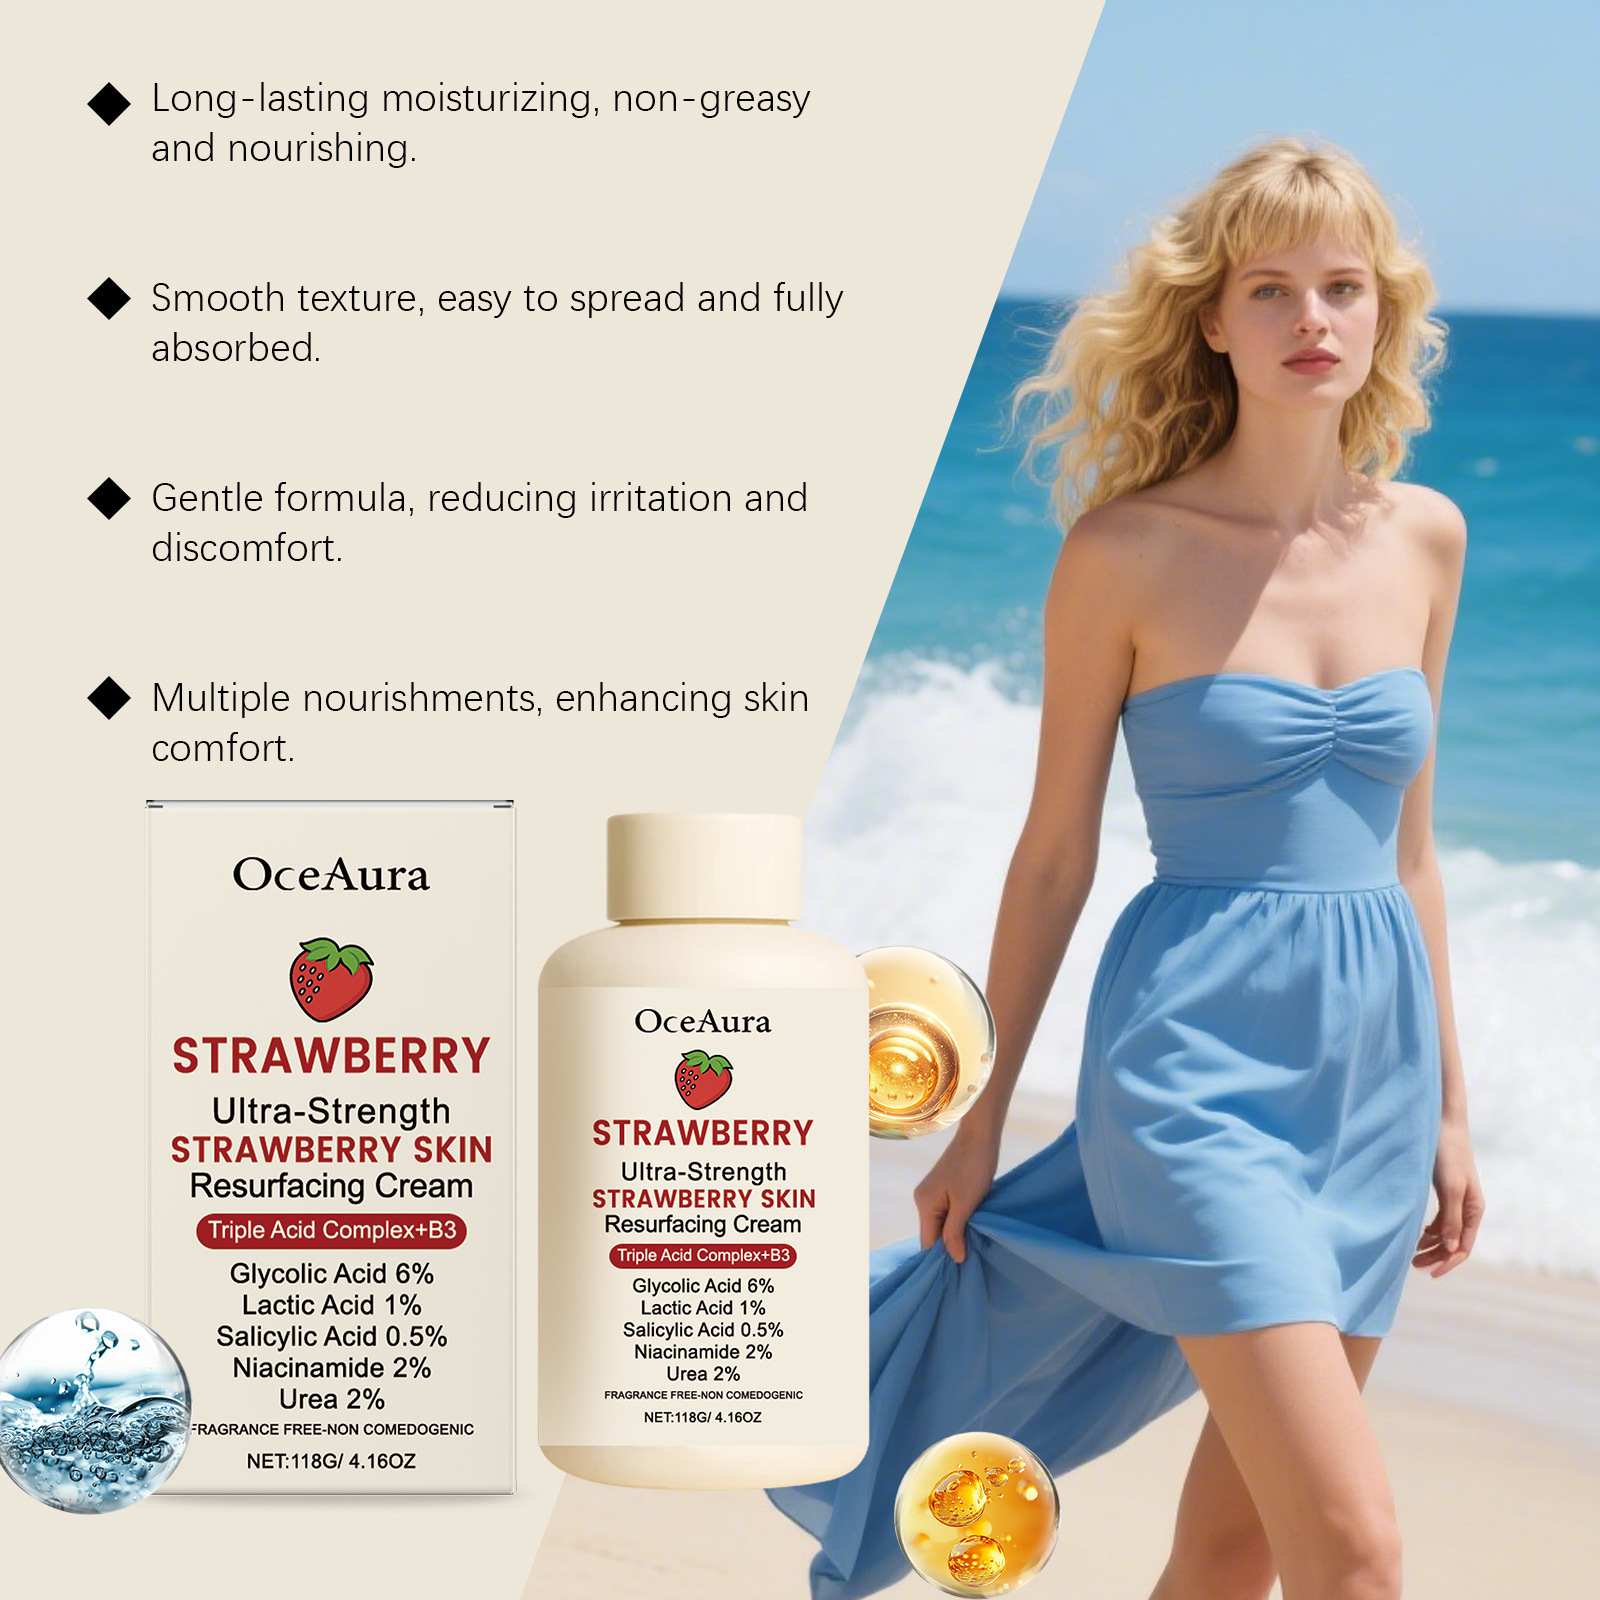 Long-lasting moisturizing, non-greasy
and nourishing.
Smooth texture, easy to spread and fully
absorbed.
Gentle formula, reducing irritation and
discomfort.
Multiple nourishments, enhancing skin
comfort.
OceAura
STRAWBERRY
Ultra-Strength
STRAWBERRY SKIN
Resurfacing Cream
Triple Acid Complex+B3
Glycolic Acid 6%
Lactic Acid 1%
Salicylic Acid 0.5%
Niacinamide 2%
Urea 2%
FRAGRANCE FREE-NON COMEDOGENIC
NET:118G/ 4.16OZ
OceAura
STRAWBERRY
Ultra-Strength
STRAWBERRY SKIN
Resurfacing Cream
Triple Acid Complex+B3
Glycolic Acid 6%
Lactic Acid 1%
Salicylic Acid 0.5%
Niacinamide 2%
Urea 2%
FRAGRANCE FREE-NON COMEDOGENIC
NET:118G/ 4.16OZ